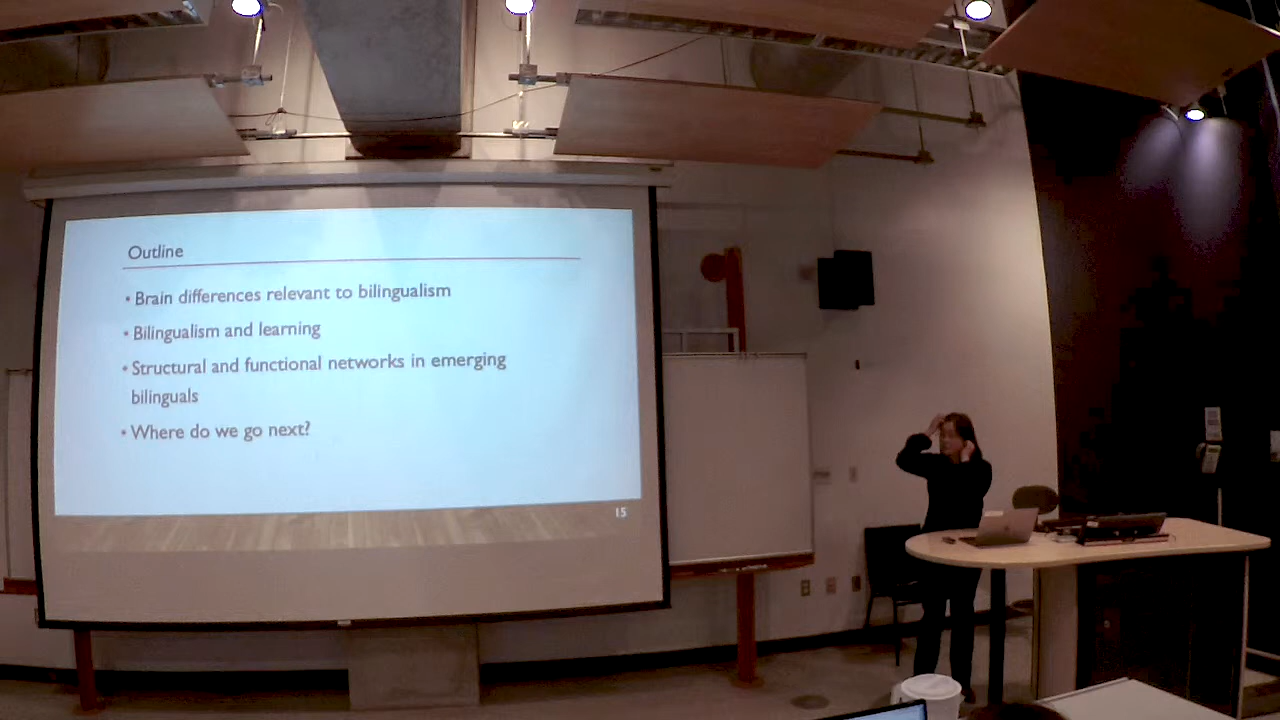 Outline
• Brain differences relevant to bilingualism
• Bilingualism and learning
• Structural and functional networks in emerging
bilinguals
• Where do we go next?
15